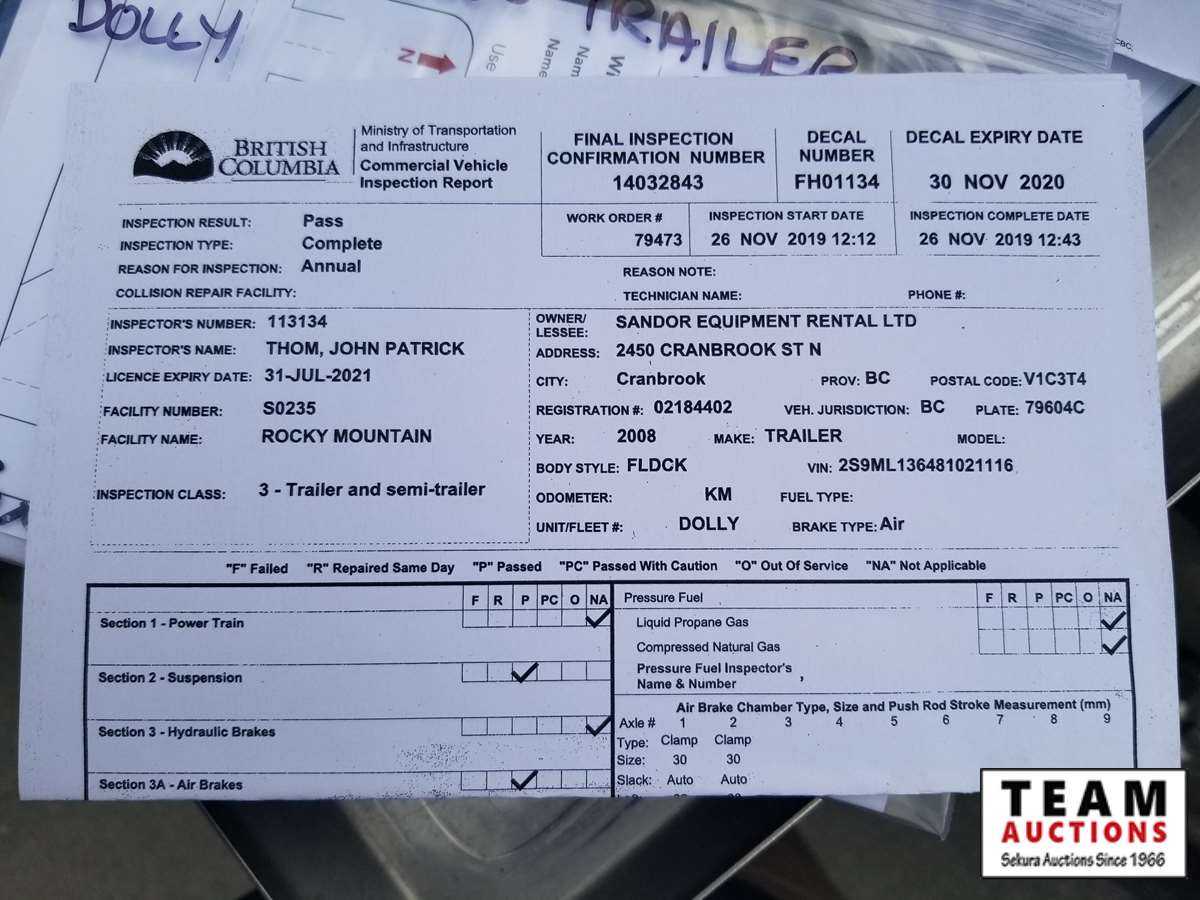 DOLLY
TRAILER
N
Use
Name
Nam
BRITISH COLUMBIA
Ministry of Transportation and Infrastructure
Commercial Vehicle Inspection Report
FINAL INSPECTION CONFIRMATION NUMBER
14032843
DECAL NUMBER
FH01134
DECAL EXPIRY DATE
30 NOV 2020
WORK ORDER #
79473
INSPECTION START DATE
26 NOV 2019 12:12
INSPECTION COMPLETE DATE
26 NOV 2019 12:43
INSPECTION RESULT: Pass
INSPECTION TYPE: Complete
REASON FOR INSPECTION: Annual
COLLISION REPAIR FACILITY:
REASON NOTE:
TECHNICIAN NAME: PHONE #:
INSPECTOR'S NUMBER: 113134
INSPECTOR'S NAME: THOM, JOHN PATRICK
LICENCE EXPIRY DATE: 31-JUL-2021
FACILITY NUMBER: S0235
FACILITY NAME: ROCKY MOUNTAIN
INSPECTION CLASS: 3 - Trailer and semi-trailer
OWNER/ LESSEE: SANDOR EQUIPMENT RENTAL LTD
ADDRESS: 2450 CRANBROOK ST N
CITY: Cranbrook PROV: BC POSTAL CODE: V1C3T4
REGISTRATION #: 02184402 VEH. JURISDICTION: BC PLATE: 79604C
YEAR: 2008 MAKE: TRAILER MODEL:
BODY STYLE: FLDCK VIN: 2S9ML136481021116
ODOMETER: KM FUEL TYPE:
UNIT/FLEET #: DOLLY BRAKE TYPE: Air
"F" Failed "R" Repaired Same Day "P" Passed "PC" Passed With Caution "O" Out Of Service "NA" Not Applicable
F R P PC O NA
Section 1 - Power Train
Section 2 - Suspension
Section 3 - Hydraulic Brakes
Section 3A - Air Brakes
Pressure Fuel F R P PC O NA
Liquid Propane Gas
Compressed Natural Gas
Pressure Fuel Inspector's
Name & Number
Air Brake Chamber Type, Size and Push Rod Stroke Measurement (mm)
Axle # 1 2 3 4 5 6 7 8 9
Type: Clamp Clamp
Size: 30 30
Slack: Auto Auto
TEAM
AUCTIONS
Sekura Auctions Since 1966